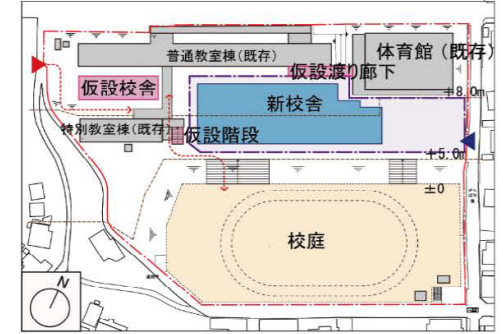 普通教室棟(既存)
体育館（既存）
仮設渡り廊下
仮設校舎
+8.0m
新校舎
特別教室棟(既存)
仮設階段
+5.0m
±0
校庭
N